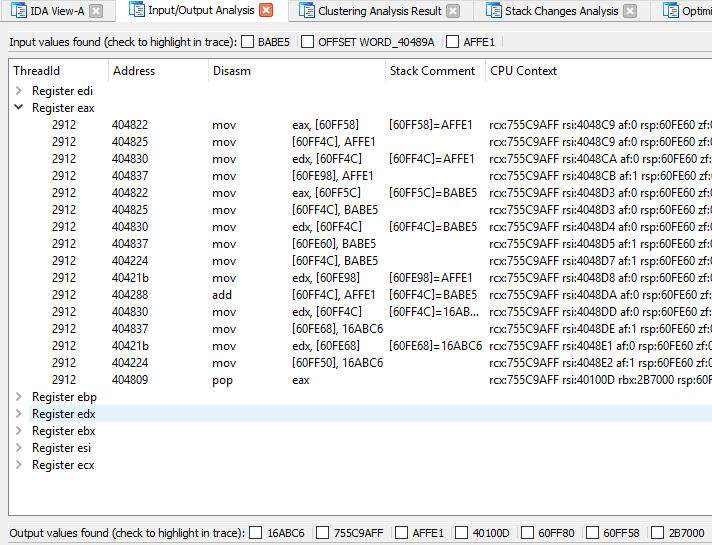 IDA View-A Input/Output Analysis Clustering Analysis Result Stack Changes Analysis Optimi
Input values found (check to highlight in trace): BABE5 OFFSET WORD_40489A AFFE1
ThreadId Address Disasm Stack Comment CPU Context
Register edi
Register eax
2912 404822 mov eax, [60FF58] [60FF58]=AFFE1 rcx:755C9AFF rsi:4048C9 af:0 rsp:60FE60 zf:0
2912 404825 mov [60FF4C], AFFE1 rcx:755C9AFF rsi:4048C9 af:0 rsp:60FE60 zf:0
2912 404830 mov edx, [60FF4C] [60FF4C]=AFFE1 rcx:755C9AFF rsi:4048CA af:0 rsp:60FE60 zf:
2912 404837 mov [60FE98], AFFE1 rcx:755C9AFF rsi:4048CB af:1 rsp:60FE60 zf:
2912 404822 mov eax, [60FF5C] [60FF5C]=BABE5 rcx:755C9AFF rsi:4048D3 af:0 rsp:60FE60 zf:
2912 404825 mov [60FF4C], BABE5 rcx:755C9AFF rsi:4048D3 af:0 rsp:60FE60 zf:
2912 404830 mov edx, [60FF4C] [60FF4C]=BABE5 rcx:755C9AFF rsi:4048D4 af:0 rsp:60FE60 zf:
2912 404837 mov [60FE60], BABE5 rcx:755C9AFF rsi:4048D5 af:1 rsp:60FE60 zf:
2912 404224 mov [60FF4C], BABE5 rcx:755C9AFF rsi:4048D7 af:1 rsp:60FE60 zf:
2912 40421b mov edx, [60FE98] [60FE98]=AFFE1 rcx:755C9AFF rsi:4048D8 af:0 rsp:60FE60 zf:
2912 404288 add [60FF4C], AFFE1 [60FF4C]=BABE5 rcx:755C9AFF rsi:4048DA af:0 rsp:60FE60 zf:
2912 404830 mov edx, [60FF4C] [60FF4C]=16AB... rcx:755C9AFF rsi:4048DD af:0 rsp:60FE60 zf:
2912 404837 mov [60FE68], 16ABC6 rcx:755C9AFF rsi:4048DE af:1 rsp:60FE60 zf:
2912 40421b mov edx, [60FE68] [60FE68]=16ABC6 rcx:755C9AFF rsi:4048E1 af:0 rsp:60FE60 zf:
2912 404224 mov [60FF50], 16ABC6 rcx:755C9AFF rsi:4048E2 af:1 rsp:60FE60 zf:
2912 404809 pop eax rcx:755C9AFF rsi:40100D rbx:2B7000 rsp:60F
Register ebp
Register edx
Register ebx
Register esi
Register ecx
Output values found (check to highlight in trace): 16ABC6 755C9AFF AFFE1 40100D 60FF80 60FF58 2B7000